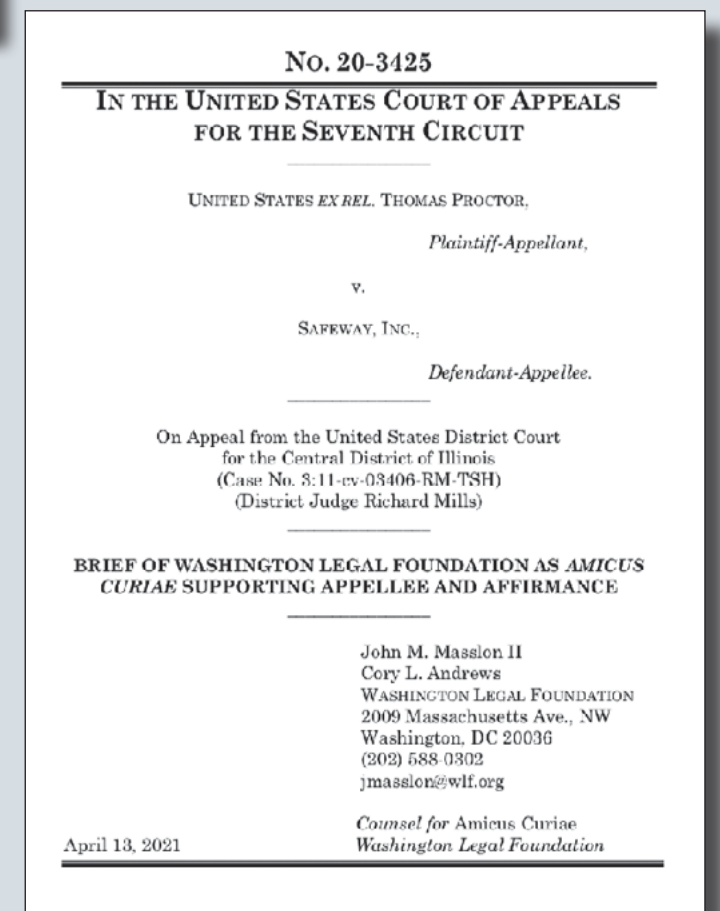 No. 20-3425
IN THE UNITED STATES COURT OF APPEALS
FOR THE SEVENTH CIRCUIT
UNITED STATES EX REL. THOMAS PROCTOR,
Plaintiff-Appellant,
v.
SAFEWAY, INC.,
Defendant-Appellee.
On Appeal from the United States District Court
for the Central District of Illinois
(Case No. 3:11-cv-03406-RM-TSH)
(District Judge Richard Mills)
BRIEF OF WASHINGTON LEGAL FOUNDATION AS AMICUS
CURIAE SUPPORTING APPELLEE AND AFFIRMANCE
John M. Masslon II
Cory L. Andrews
WASHINGTON LEGAL FOUNDATION
2009 Massachusetts Ave., NW
Washington, DC 20036
(202) 588-0302
jmasslon@wlf.org
Counsel for Amicus Curiae
April 13, 2021 Washington Legal Foundation